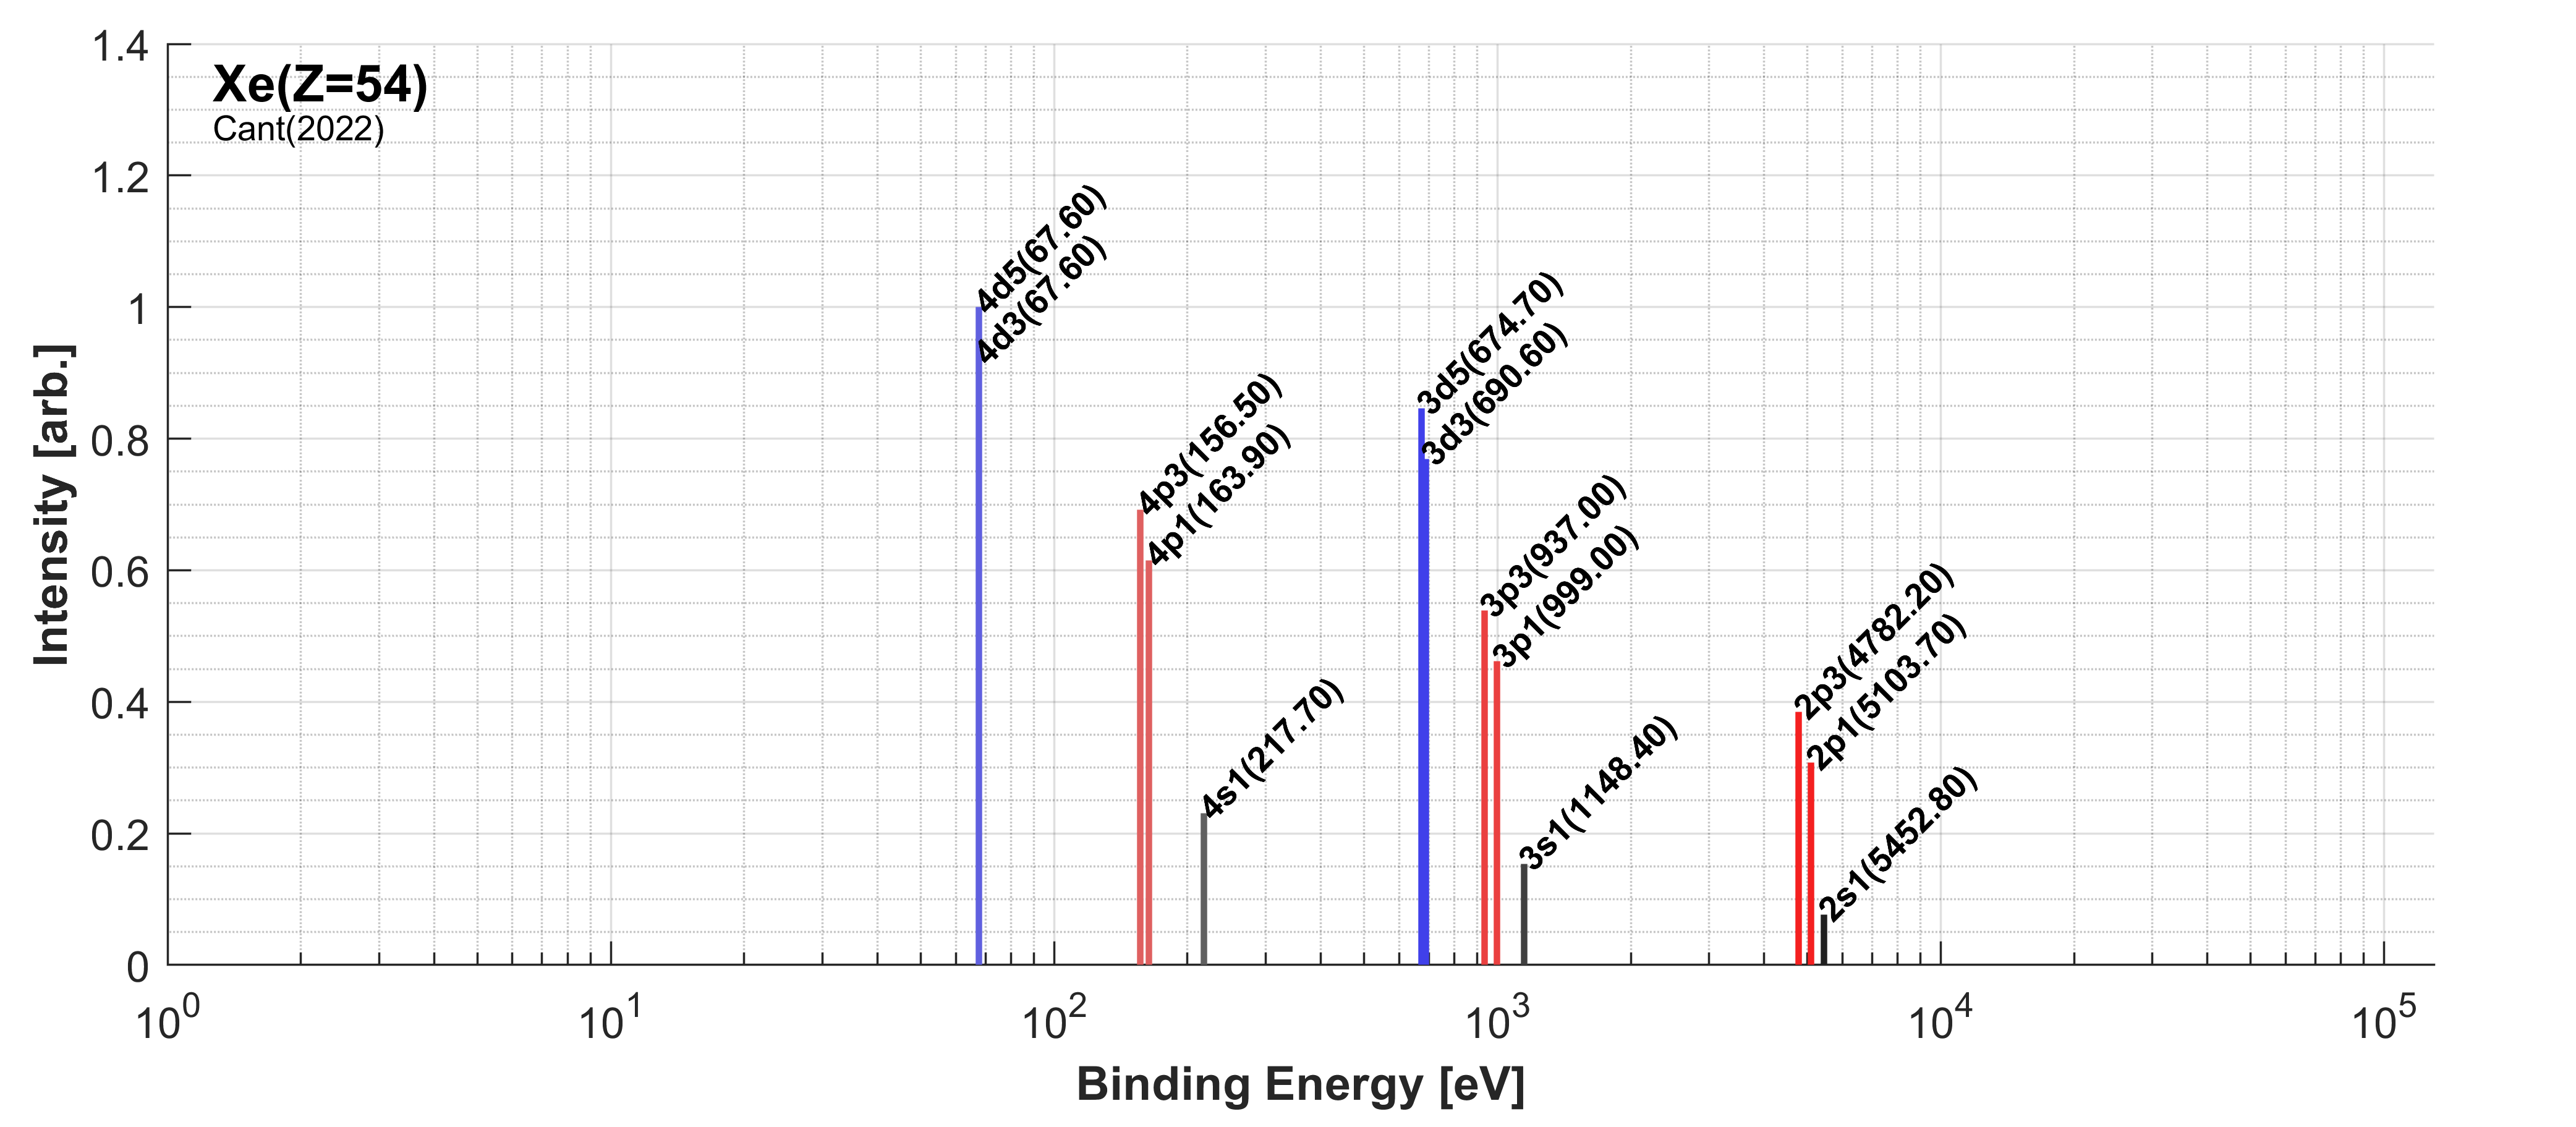 Xe(Z=54)
Cant(2022)
Intensity [arb.]
1.4
1.2
1
0.8
0.6
0.4
0.2
0
4d5(67.60)
4d3(67.60)
4p3(156.50)
4p1(163.90)
4s1(217.70)
3d5(674.70)
3d3(690.60)
3p3(937.00)
3p1(999.00)
3s1(1148.40)
2p3(4782.20)
2p1(5103.70)
2s1(5452.80)
10^0 10^1 10^2 10^3 10^4 10^5
Binding Energy [eV]